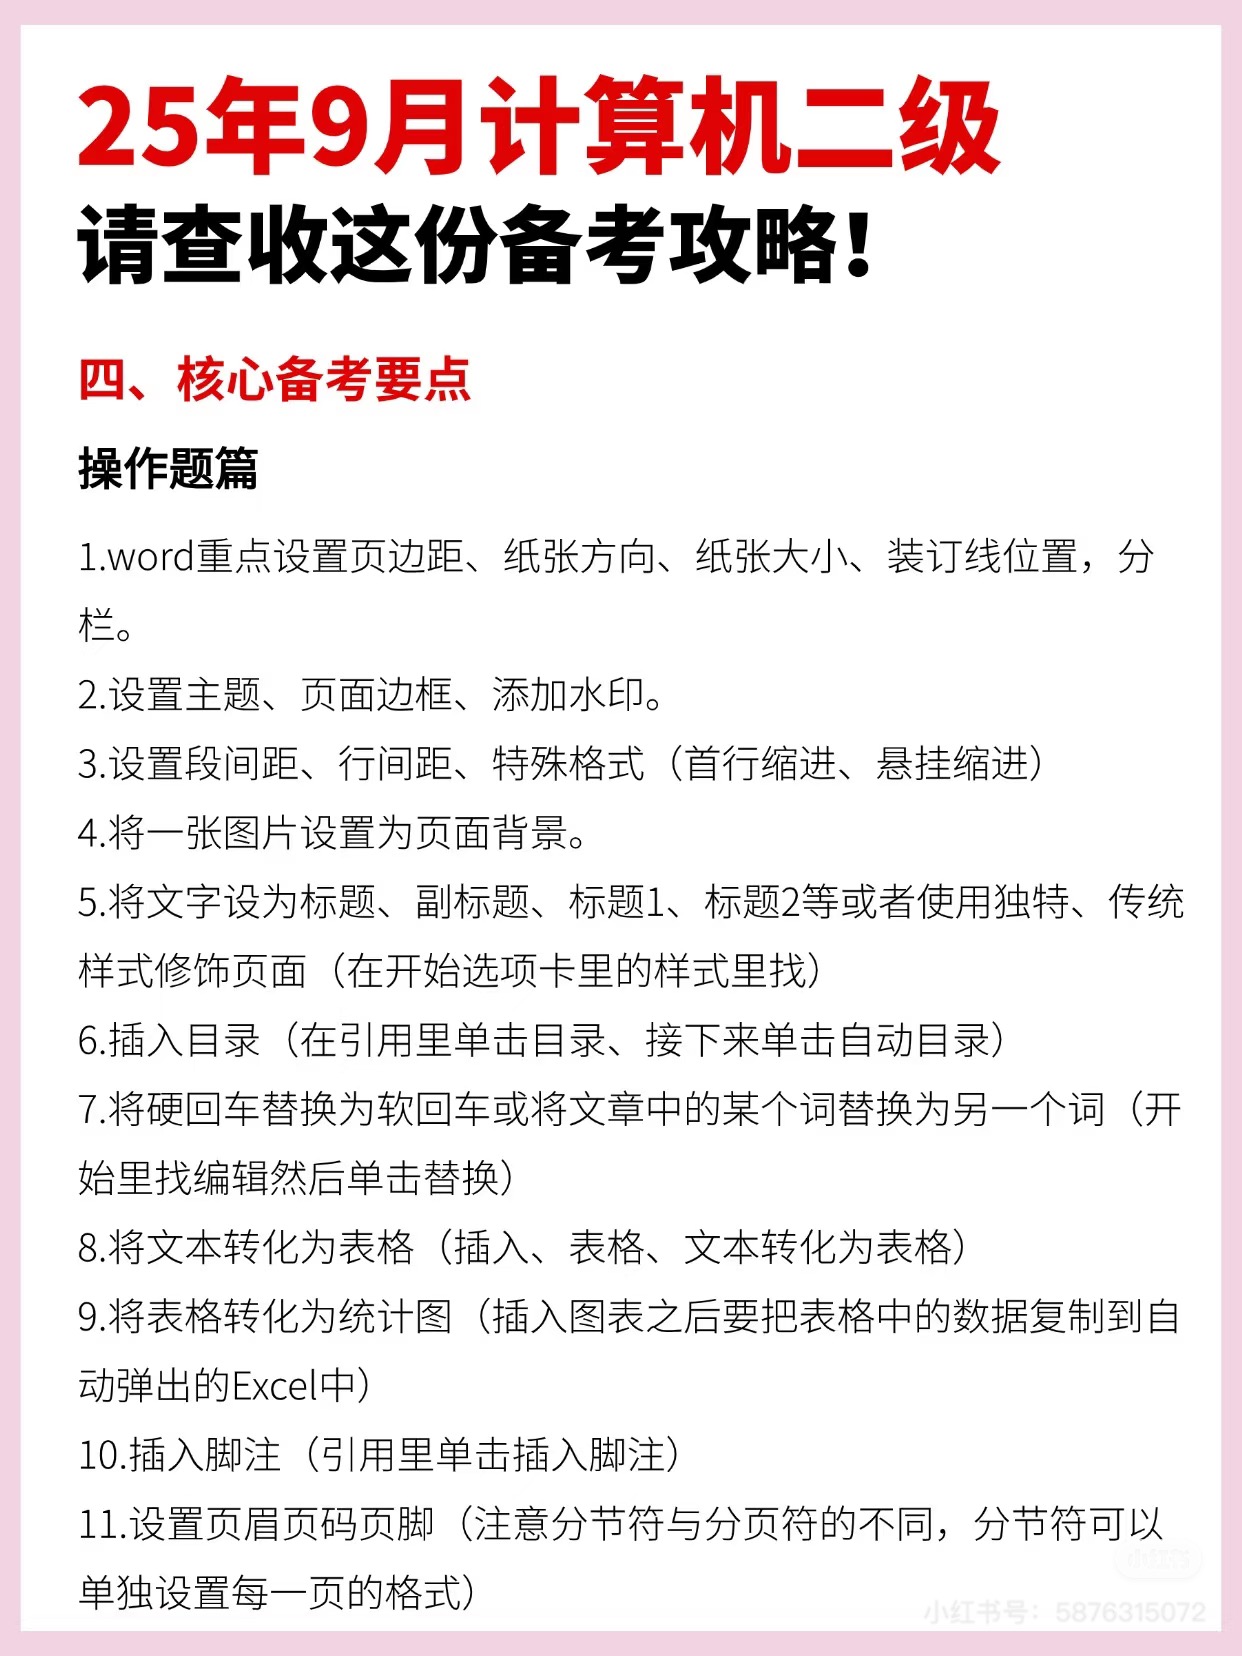 25年9月计算机二级
请查收这份备考攻略！
四、核心备考要点
操作题篇
1.word重点设置页边距、纸张方向、纸张大小、装订线位置，分
栏。
2.设置主题、页面边框、添加水印。
3.设置段间距、行间距、特殊格式（首行缩进、悬挂缩进）
4.将一张图片设置为页面背景。
5.将文字设为标题、副标题、标题1、标题2等或者使用独特、传统
样式修饰页面（在开始选项卡里的样式里找）
6.插入目录（在引用里单击目录、接下来单击自动目录）
7.将硬回车替换为软回车或将文章中的某个词替换为另一个词（开
始里找编辑然后单击替换）
8.将文本转化为表格（插入、表格、文本转化为表格）
9.将表格转化为统计图（插入图表之后要把表格中的数据复制到自
动弹出的Excel中）
10.插入脚注（引用里单击插入脚注）
11.设置页眉页码页脚（注意分节符与分页符的不同，分节符可以
单独设置每一页的格式）
小红书
小红书号：5876315072